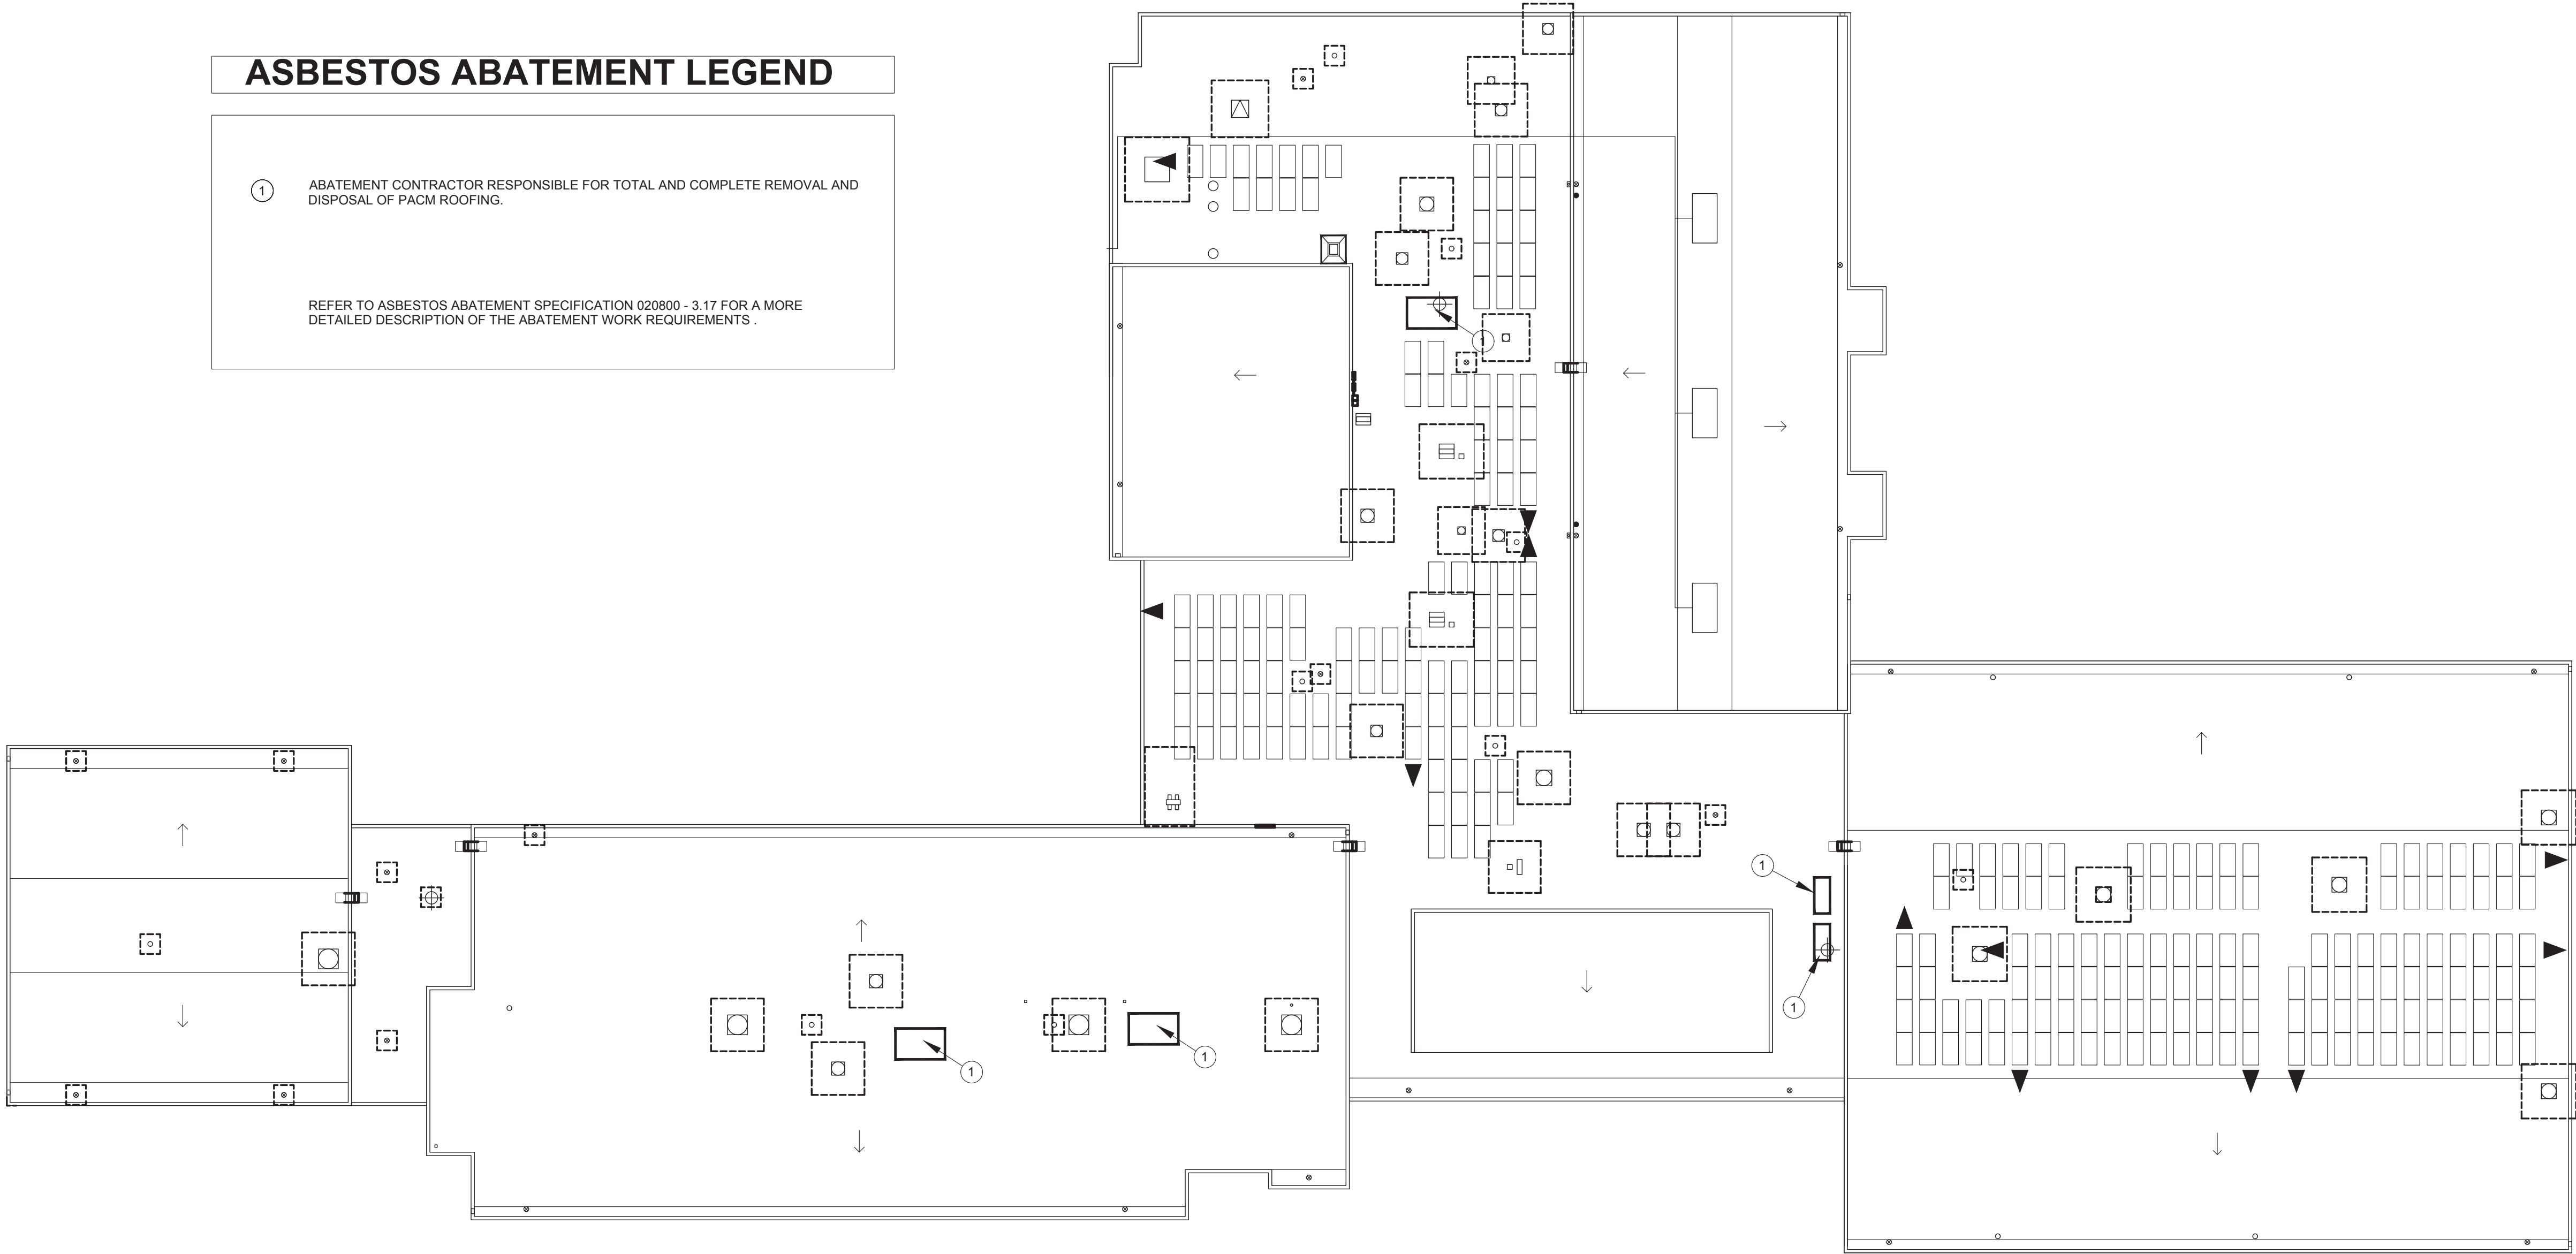 ASBESTOS ABATEMENT LEGEND
1 ABATEMENT CONTRACTOR RESPONSIBLE FOR TOTAL AND COMPLETE REMOVAL AND
DISPOSAL OF PACM ROOFING.
REFER TO ASBESTOS ABATEMENT SPECIFICATION 020800 - 3.17 FOR A MORE
DETAILED DESCRIPTION OF THE ABATEMENT WORK REQUIREMENTS .
1
1
1
1
1